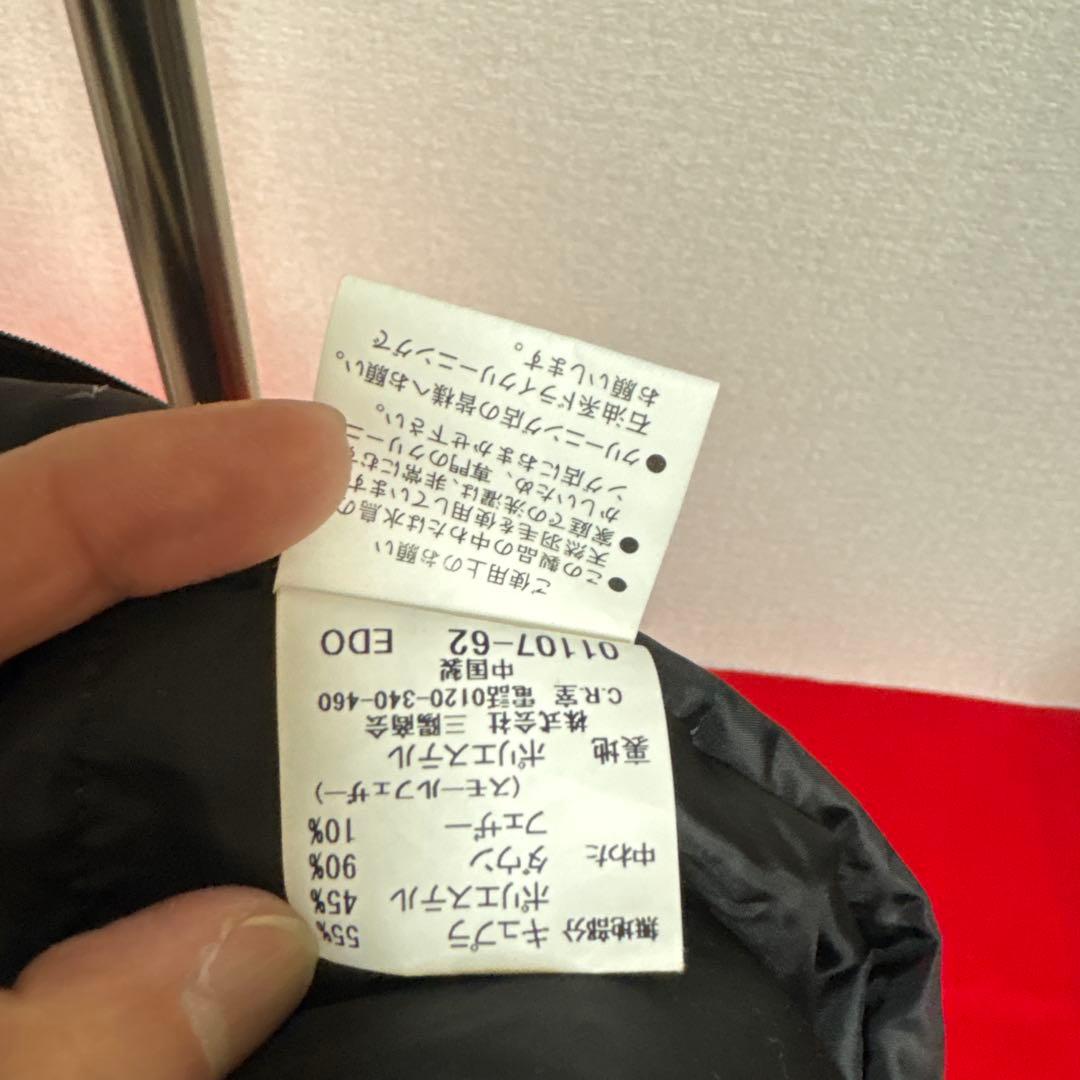 無地部分 キュプラ 55%
ポリエステル 45%
中わた ダウン 90%
フェザー 10%
(スモールフェザー)
裏地 ポリエステル
株式会社 三陽商会
C.R.室 電話0120-340-460
中国製
01107-62 EDO
ご使用上のお願い
●この製品の中わたは水鳥の
天然羽毛を使用しています
●家庭での洗濯は、非常にむず
かしいため、専門のクリーニ
ング店におまかせ下さい。
●クリーニング店の皆様へお願い。
石油系ドライクリーニングで
お願いします。